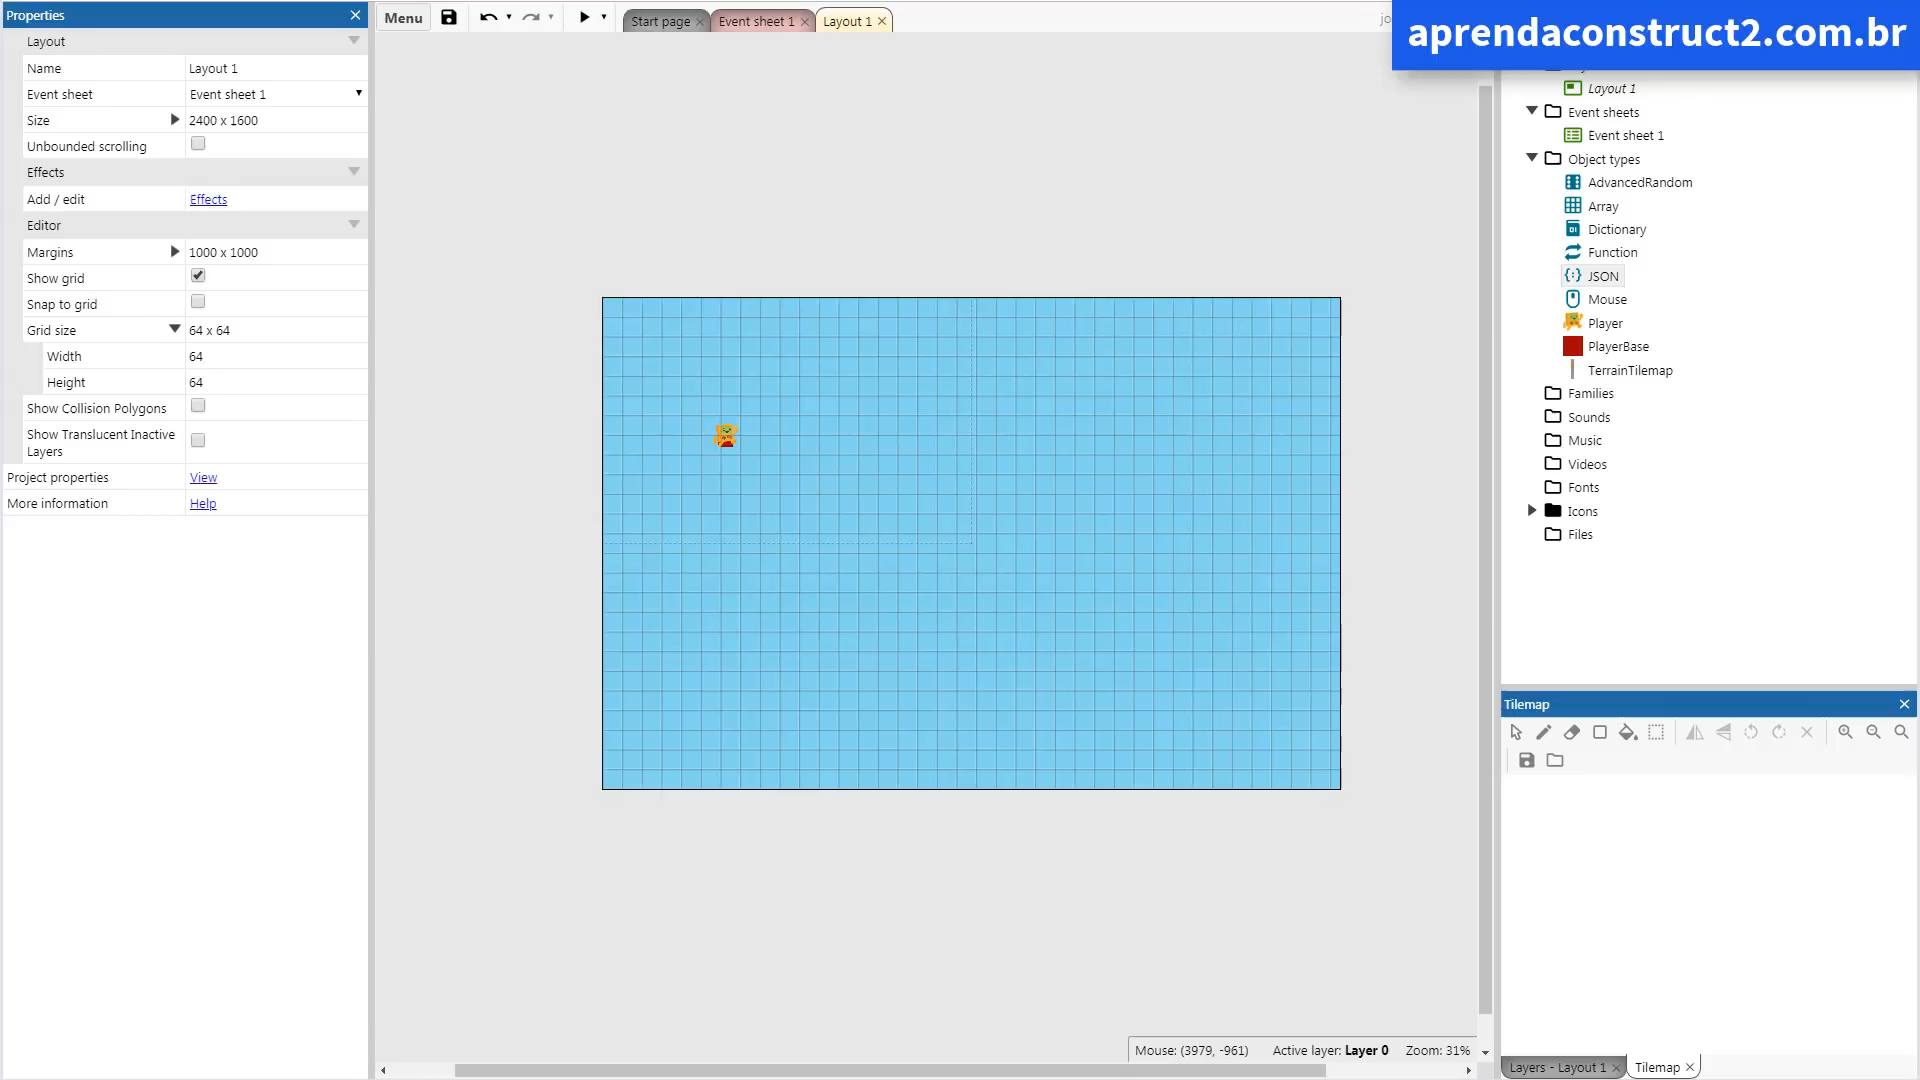 Properties
Layout
Name Layout 1
Event sheet Event sheet 1
Size 2400 x 1600
Unbounded scrolling
Effects
Add / edit Effects
Editor
Margins 1000 x 1000
Show grid
Snap to grid
Grid size 64 x 64
Width 64
Height 64
Show Collision Polygons
Show Translucent Inactive
Layers
Project properties View
More information Help
Menu
Start page
Event sheet 1
Layout 1
aprendaconstruct2.com.br
Layout 1
Event sheets
Event sheet 1
Object types
AdvancedRandom
Array
Dictionary
Function
JSON
Mouse
Player
PlayerBase
TerrainTilemap
Families
Sounds
Music
Videos
Fonts
Icons
Files
Tilemap
Mouse: (3979, -961) Active layer: Layer 0 Zoom: 31%
Layers - Layout 1
Tilemap